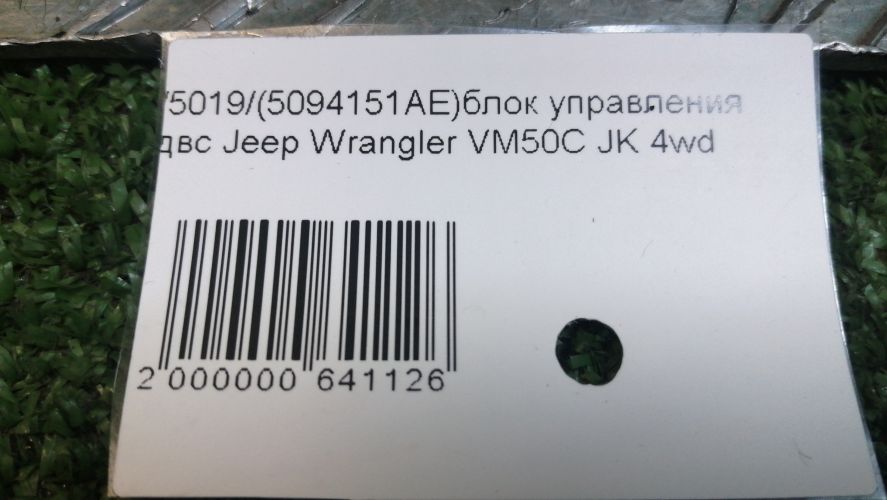 /5019/(5094151AE)блок управления
двс Jeep Wrangler VM50C JK 4wd
2 000000 641126